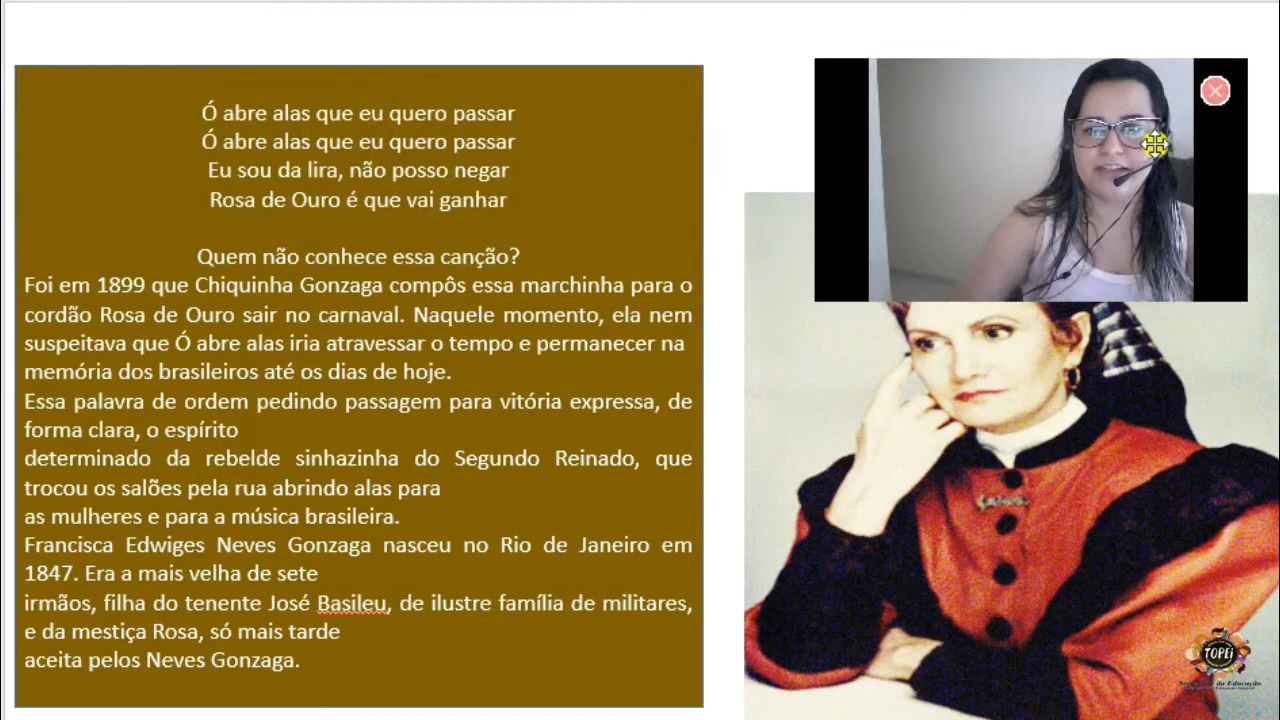 Ó abre alas que eu quero passar
Ó abre alas que eu quero passar
Eu sou da lira, não posso negar
Rosa de Ouro é que vai ganhar
Quem não conhece essa canção?
Foi em 1899 que Chiquinha Gonzaga compôs essa marchinha para o
cordão Rosa de Ouro sair no carnaval. Naquele momento, ela nem
suspeitava que Ó abre alas iria atravessar o tempo e permanecer na
memória dos brasileiros até os dias de hoje.
Essa palavra de ordem pedindo passagem para vitória expressa, de
forma clara, o espírito
determinado da rebelde sinhazinha do Segundo Reinado, que
trocou os salões pela rua abrindo alas para
as mulheres e para a música brasileira.
Francisca Edwiges Neves Gonzaga nasceu no Rio de Janeiro em
1847. Era a mais velha de sete
irmãos, filha do tenente José Basileu, de ilustre família de militares,
e da mestiça Rosa, só mais tarde
aceita pelos Neves Gonzaga.
TOPEI